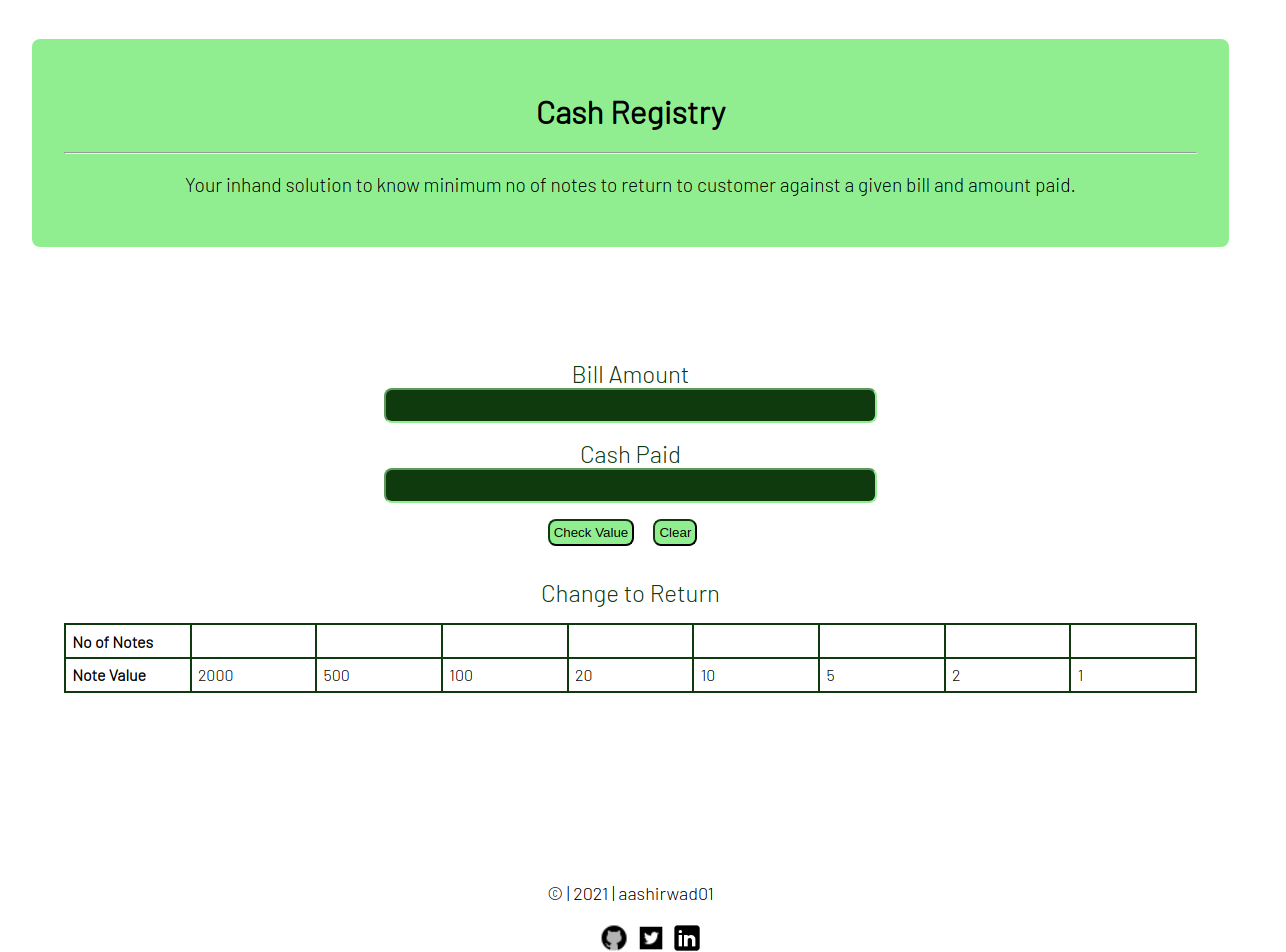 Cash Registry
Your inhand solution to know minimum no of notes to return to customer against a given bill and amount paid.
Bill Amount
Cash Paid
Check Value Clear
Change to Return
No of Notes
Note Value 2000 500 100 20 10 5 2 1
© | 2021 | aashirwad01
in